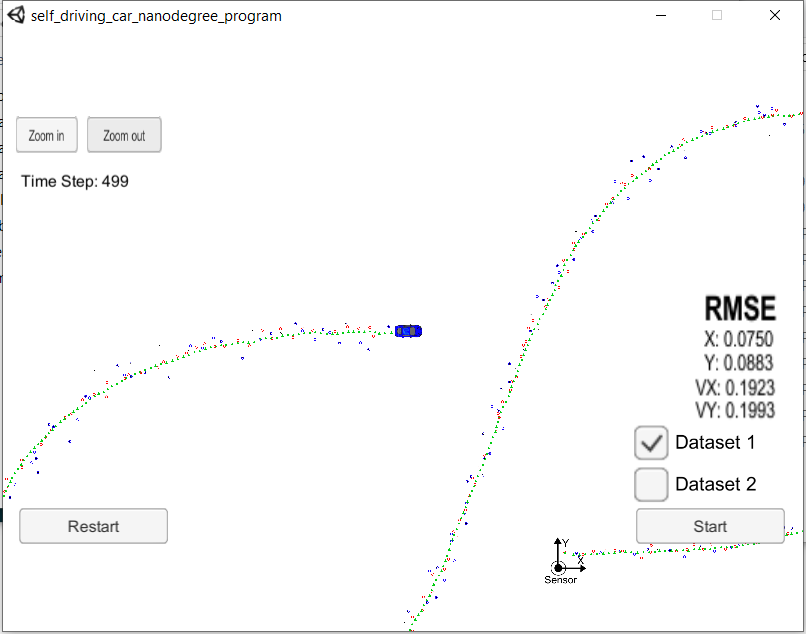 self_driving_car_nanodegree_program
Zoom in
Zoom out
Time Step: 499
RMSE
X: 0.0750
Y: 0.0883
VX: 0.1923
VY: 0.1993
Dataset 1
Dataset 2
Restart
Start
Y
X
Sensor